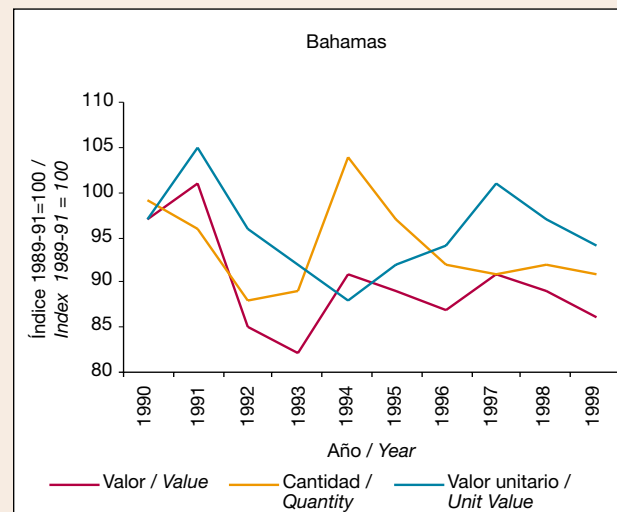 Bahamas
Índice 1989-91=100 /
Index 1989-91 = 100
110
105
100
95
90
85
80
1990
1991
1992
1993
1994
1995
1996
1997
1998
1999
Año / Year
Valor / Value
Cantidad /
Quantity
Valor unitario /
Unit Value